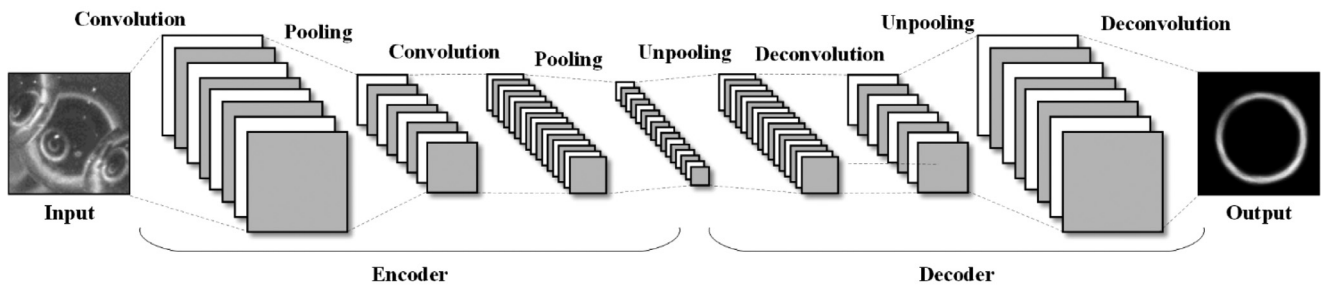 Convolution
Pooling
Convolution
Pooling
Unpooling
Deconvolution
Unpooling
Deconvolution
Input
Output
Encoder
Decoder